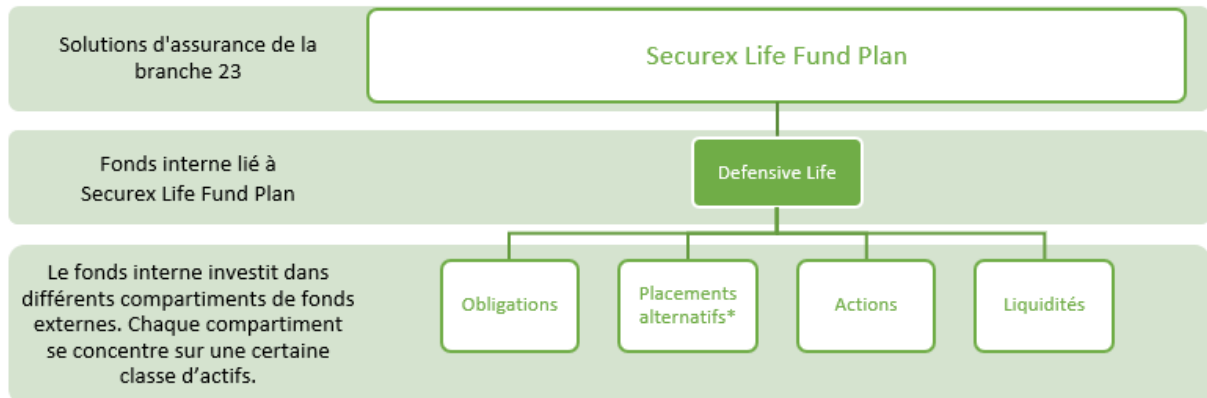 Solutions d'assurance de la
branche 23
Securex Life Fund Plan
Fonds interne lié à
Securex Life Fund Plan
Defensive Life
Le fonds interne investit dans
différents compartiments de fonds
externes. Chaque compartiment
se concentre sur une certaine
classe d’actifs.
Obligations
Placements
alternatifs*
Actions
Liquidités